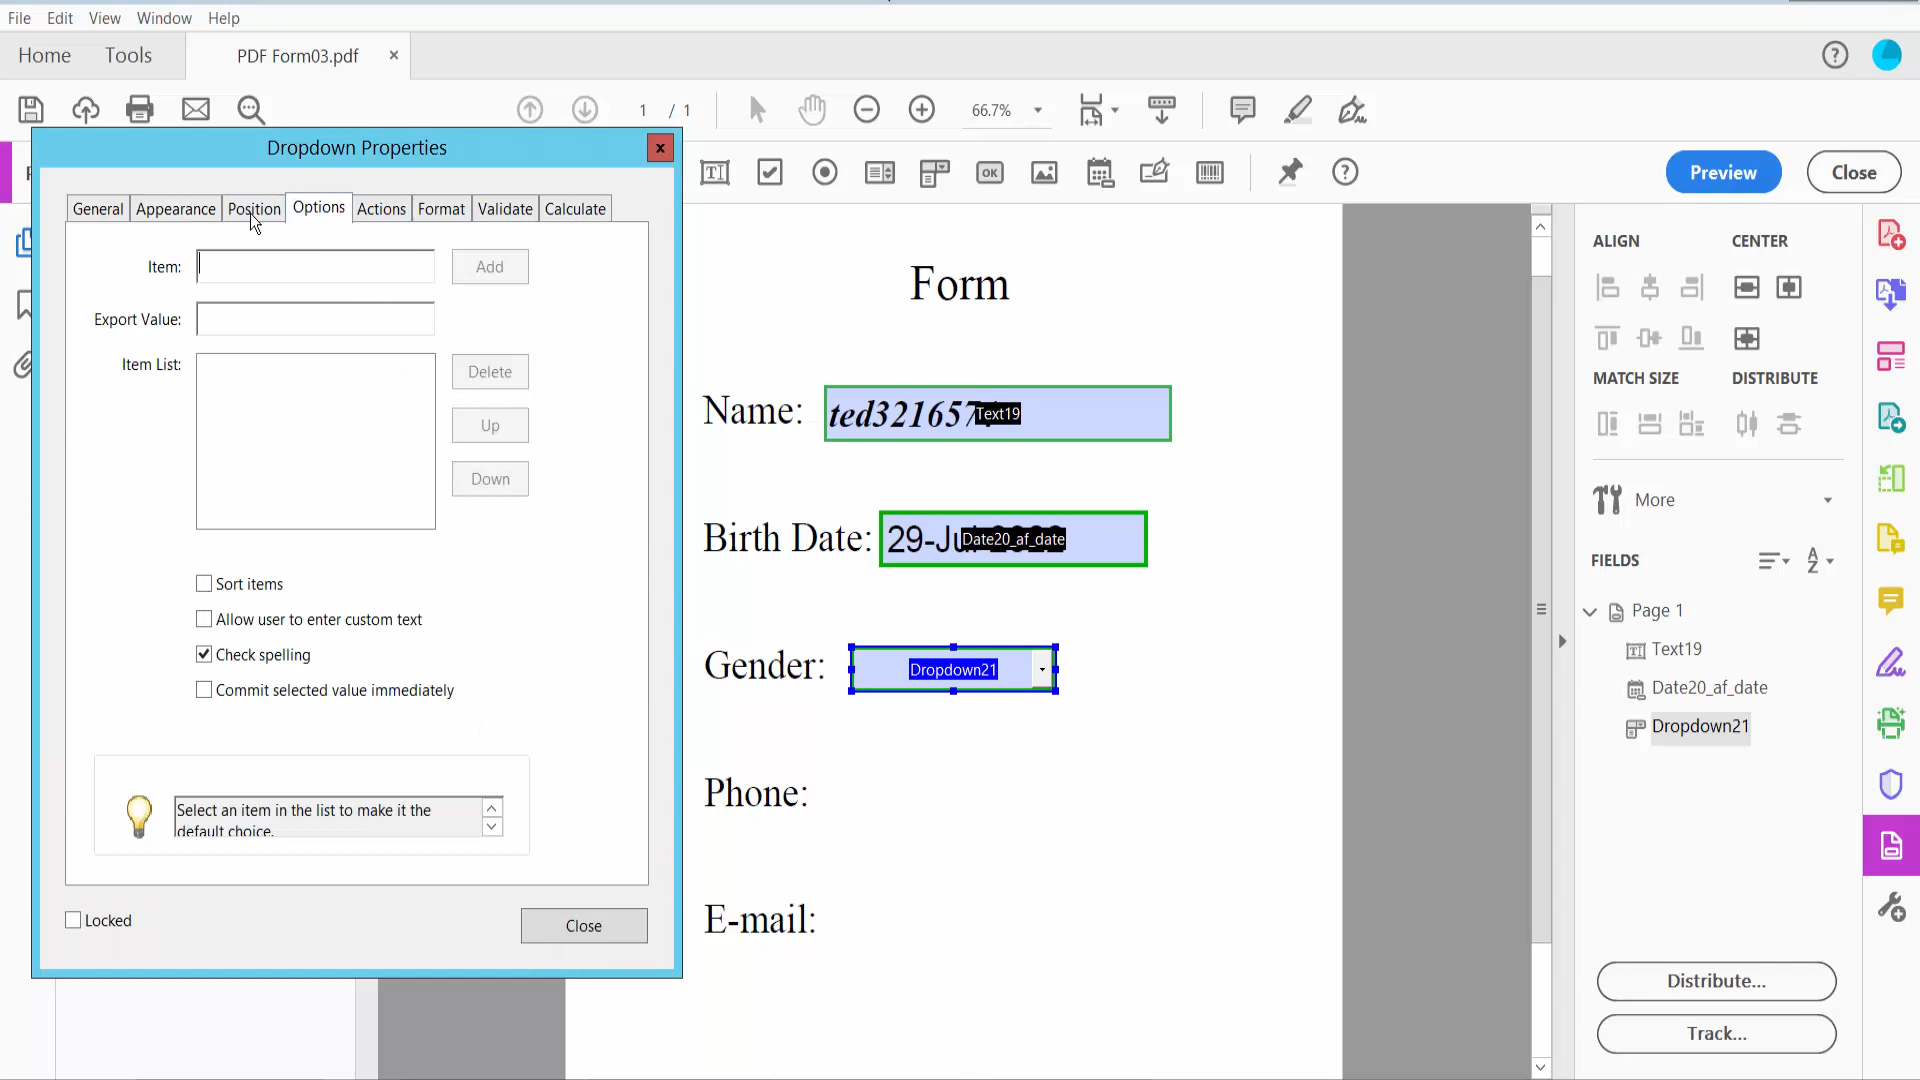 File Edit View Window Help
Home Tools PDF Form03.pdf ×
1 / 1 66.7%
Dropdown Properties x
OK Preview Close
General Appearance Position Options Actions Format Validate Calculate
Item: Add
Export Value:
Item List: Delete
Up
Down
Sort items
Allow user to enter custom text
Check spelling
Commit selected value immediately
Select an item in the list to make it the
default choice.
Locked Close
Form
Name: ted321657 Text19
Birth Date: 29-Ju Date20_af_date
Gender: Dropdown21
Phone:
E-mail:
ALIGN CENTER
MATCH SIZE DISTRIBUTE
More
FIELDS
Page 1
Text19
Date20_af_date
Dropdown21
Distribute...
Track...